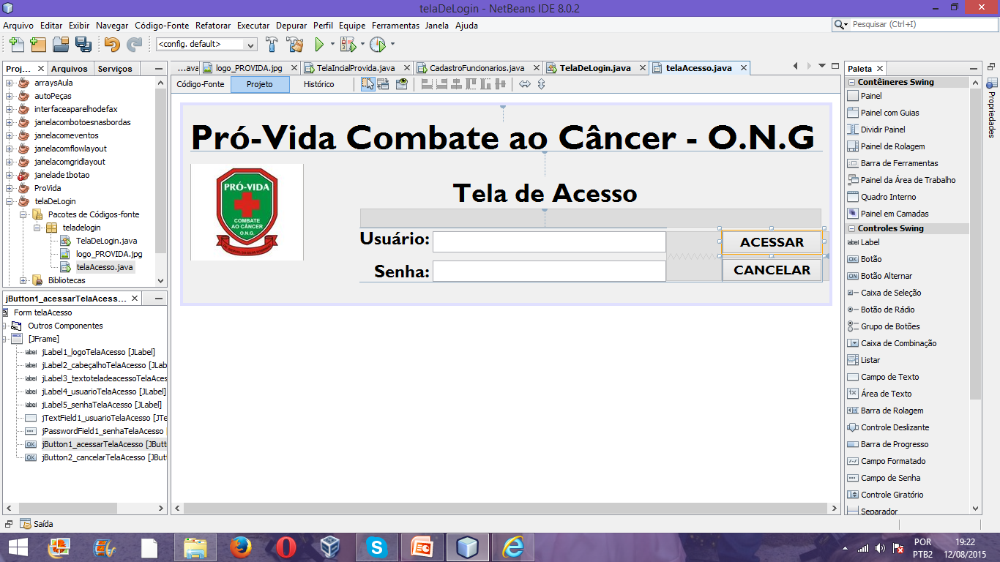 telaDeLogin - NetBeans IDE 8.0.2
Arquivo Editar Exibir Navegar Código-Fonte Refatorar Executar Depurar Perfil Equipe Ferramentas Janela Ajuda
Pesquisar (Ctrl+I)
<config. default>
Proj... Arquivos Serviços
...ava logo_PROVIDA.jpg TelaIncialProvida.java CadastroFuncionarios.java TelaDeLogin.java telaAcesso.java
Código-Fonte Projeto Histórico
arraysAula
autoPeças
interfaceaparelhodefax
janelacombotoesnasbordas
janelacomeventos
janelacomflowlayout
janelacomgridlayout
janelade1botao
ProVida
telaDeLogin
Pacotes de Códigos-fonte
teladelogin
TelaDeLogin.java
logo_PROVIDA.jpg
telaAcesso.java
Bibliotecas
jButton1_acessarTelaAcess...
Form telaAcesso
Outros Componentes
[JFrame]
jLabel1_logoTelaAcesso [JLabel]
jLabel2_cabeçalhoTelaAcesso [JLab
jLabel3_textoteladeacessoTelaAces
jLabel4_usuarioTelaAcesso [JLabel]
jLabel5_senhaTelaAcesso [JLabel]
jTextField1_usuarioTelaAcesso [JTe
jPasswordField1_senhaTelaAcesso
jButton1_acessarTelaAcesso [JButt
jButton2_cancelarTelaAcesso [JBut
Pró-Vida Combate ao Câncer - O.N.G
PRÓ-VIDA
COMBATE
AO CÂNCER
O.N.G.
Tela de Acesso
Usuário:
ACESSAR
Senha:
CANCELAR
Paleta
Contêineres Swing
Painel
Painel com Guias
Dividir Painel
Painel de Rolagem
Barra de Ferramentas
Painel da Área de Trabalho
Quadro Interno
Painel em Camadas
Controles Swing
label Label
OK Botão
ON Botão Alternar
Caixa de Seleção
Botão de Rádio
Grupo de Botões
Caixa de Combinação
Listar
Campo de Texto
Área de Texto
Barra de Rolagem
Controle Deslizante
Barra de Progresso
Campo Formatado
Campo de Senha
Controle Giratório
Separador
Propriedades
Saída
POR
PTB2
19:22
12/08/2015